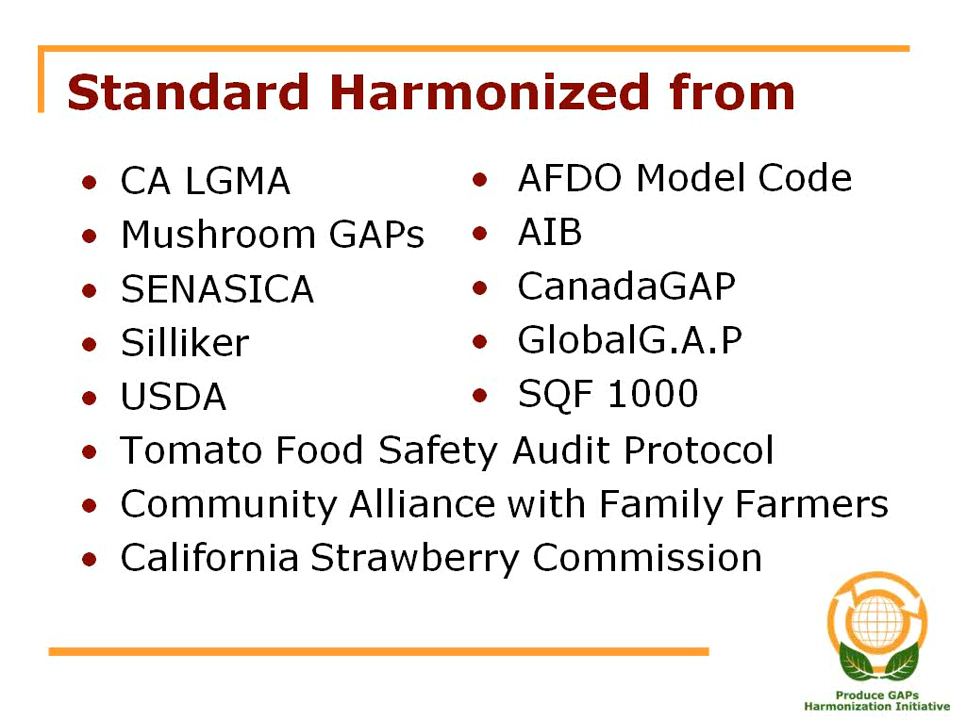 Standard Harmonized from
• CA LGMA
• Mushroom GAPs
• SENASICA
• Silliker
• USDA
• AFDO Model Code
• AIB
• CanadaGAP
• GlobalG.A.P
• SQF 1000
• Tomato Food Safety Audit Protocol
• Community Alliance with Family Farmers
• California Strawberry Commission
Produce GAPs
Harmonization Initiative